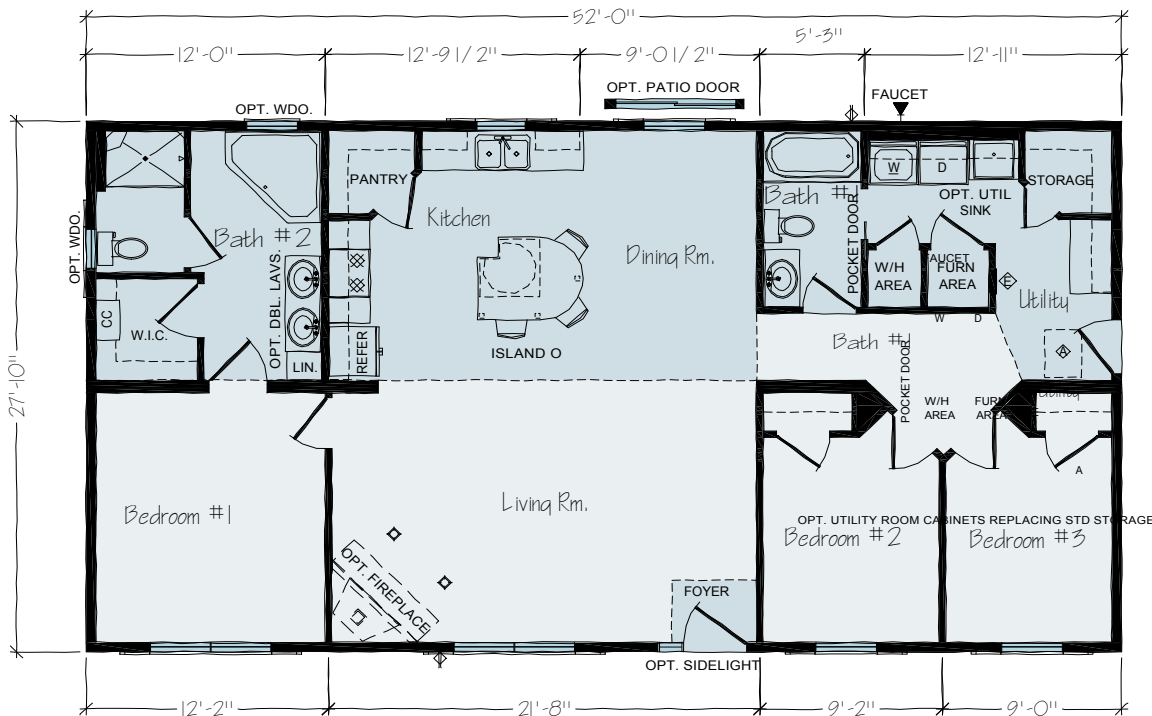 52'-0"
5'-3"
12'-0"
12'-9 1/2"
9'-0 1/2"
12'-11"
OPT. PATIO DOOR
FAUCET
OPT. WDO.
W
D
PANTRY
STORAGE
Bath #
OPT. UTIL
SINK
Kitchen
OPT. WDO.
Bath #2
Dining Rm.
POCKET DOOR
FAUCET
W/H
AREA
FURN
AREA
E
Utility
OPT. DBL. LAVS.
CC
W.I.C.
W
D
Bath #1
ISLAND O
REFER
LIN.
A
27'-10"
POCKET DOOR
Utility
W/H
AREA
FURN
AREA
A
Bedroom #1
Living Rm.
OPT. UTILITY ROOM CABINETS REPLACING STD STORAGE
Bedroom #2
Bedroom #3
OPT. FIREPLACE
FOYER
OPT. SIDELIGHT
12'-2"
21'-8"
9'-2"
9'-0"